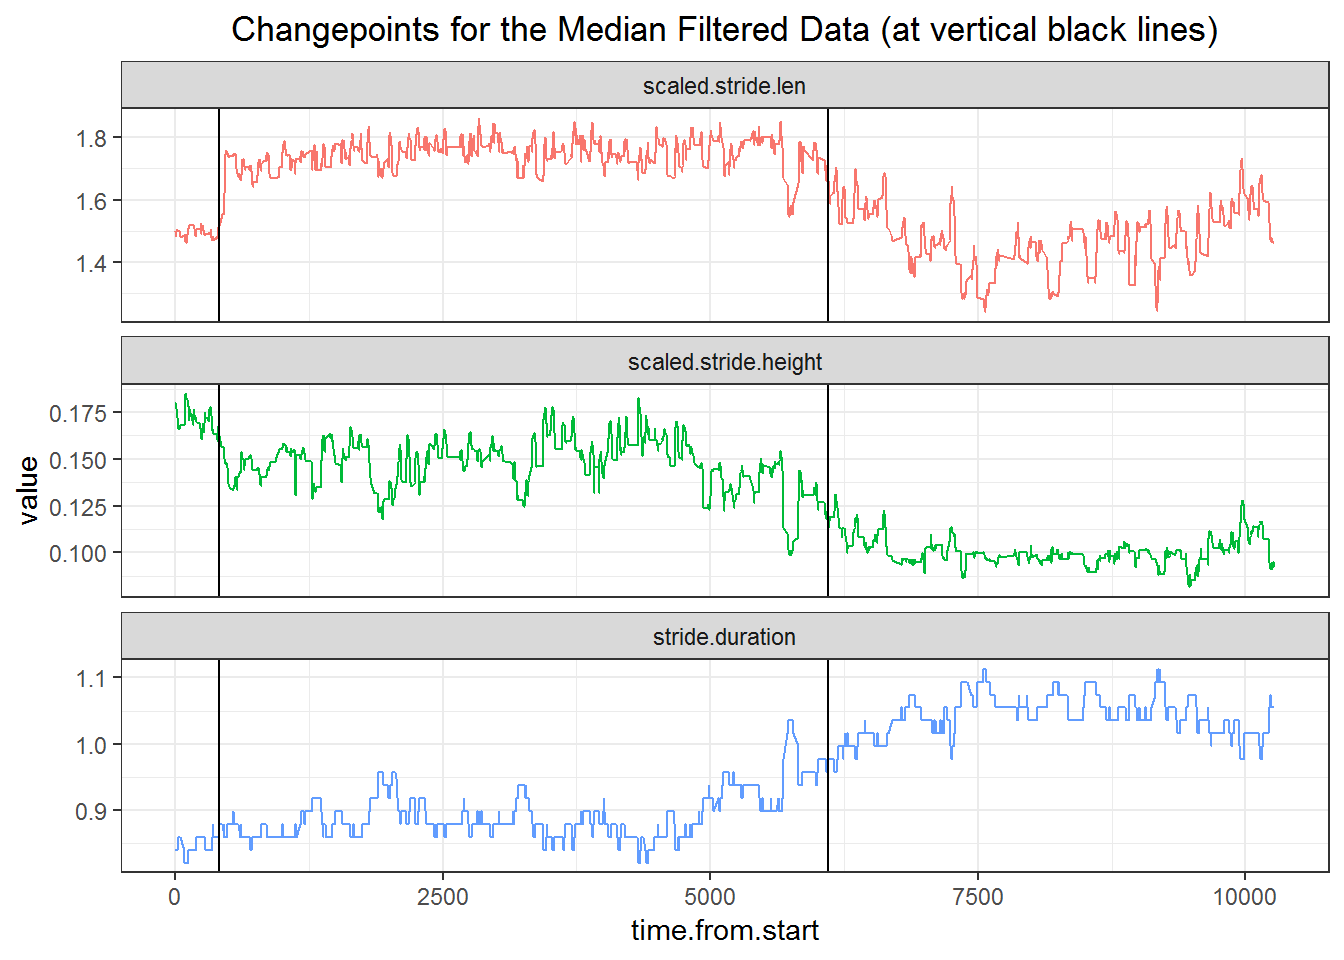 Changepoints for the Median Filtered Data (at vertical black lines)
scaled.stride.len
1.8
1.6
1.4
scaled.stride.height
0.175
0.150
0.125
0.100
value
stride.duration
1.1
1.0
0.9
0 2500 5000 7500 10000
time.from.start